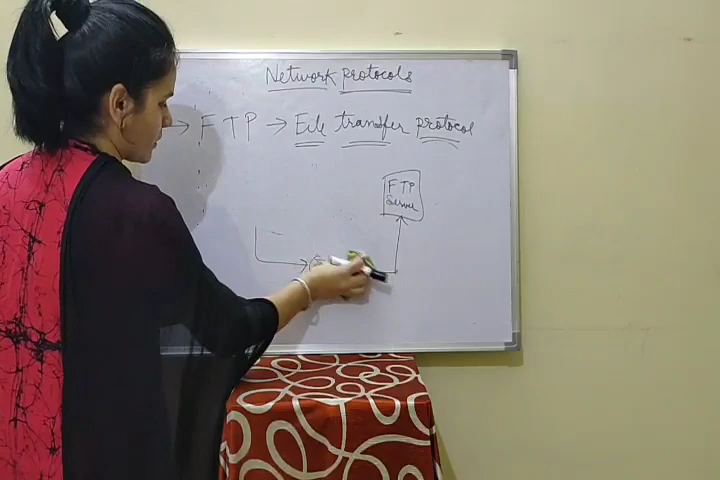 Network protocols
→ FTP → File transfer protocol
FTP
Server